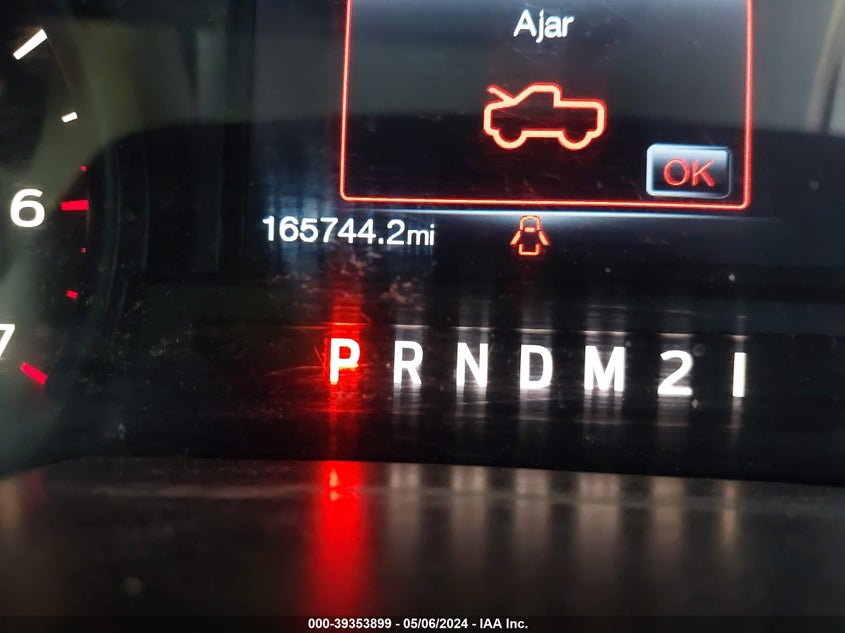 Ajar
OK
6
165744.2mi
7
P R N D M 2 1
000-39353899 - 05/06/2024 - IAA Inc.